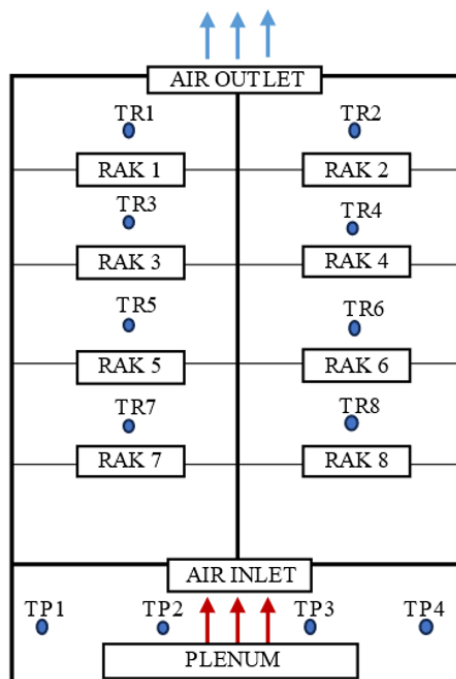 AIR OUTLET
TR1 TR2
RAK 1 RAK 2
TR3 TR4
RAK 3 RAK 4
TR5 TR6
RAK 5 RAK 6
TR7 TR8
RAK 7 RAK 8
AIR INLET
TP1 TP2 TP3 TP4
PLENUM